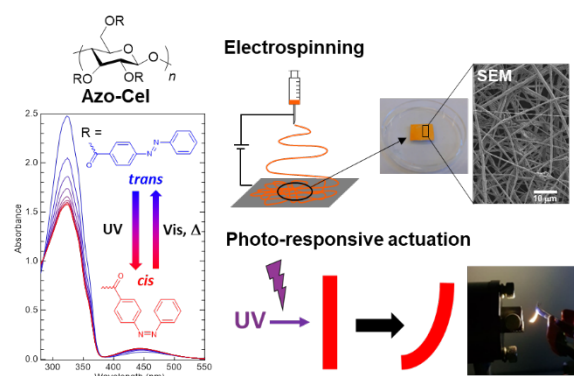 OR
RO
O
O
n
RO
OR
Azo-Cel
Electrospinning
SEM
10 μm
R =
O
N
N
trans
UV
Vis, Δ
cis
O
N=N
2.5
2.0
1.5
1.0
0.5
0.0
Absorbance
300
350
400
450
500
550
Wavelength (nm)
Photo-responsive actuation
UV